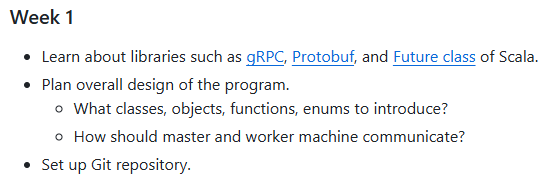 Week 1
Learn about libraries such as gRPC, Protobuf, and Future class of Scala.
Plan overall design of the program.
What classes, objects, functions, enums to introduce?
How should master and worker machine communicate?
Set up Git repository.